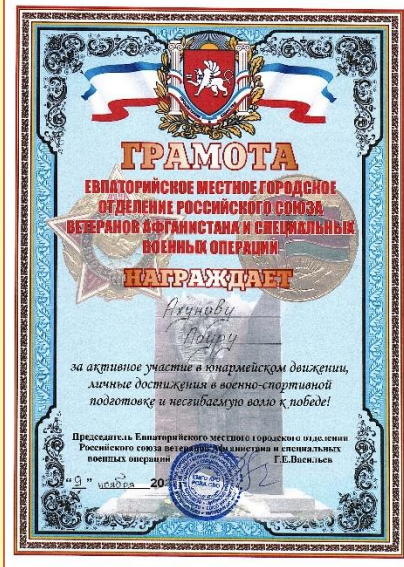 ГРАМОТА
ЕВПАТОРИЙСКОЕ МЕСТНОЕ ГОРОДСКОЕ
ОТДЕЛЕНИЕ РОССИЙСКОГО СОЮЗА
ВЕТЕРАНОВ АФГАНИСТАНА И СПЕЦИАЛЬНЫХ
ВОЕННЫХ ОПЕРАЦИЙ
НАГРАЖДАЕТ
Ахунову
за активное участие в юнармейском движении,
личные достижения в военно-спортивной
подготовке и несгибаемую волю к победе!
Председатель Евпаторийского местного городского отделения
Российского союза ветеранов Афганистана и специальных
военных операций Г.Е.Васильев
"9" ноября